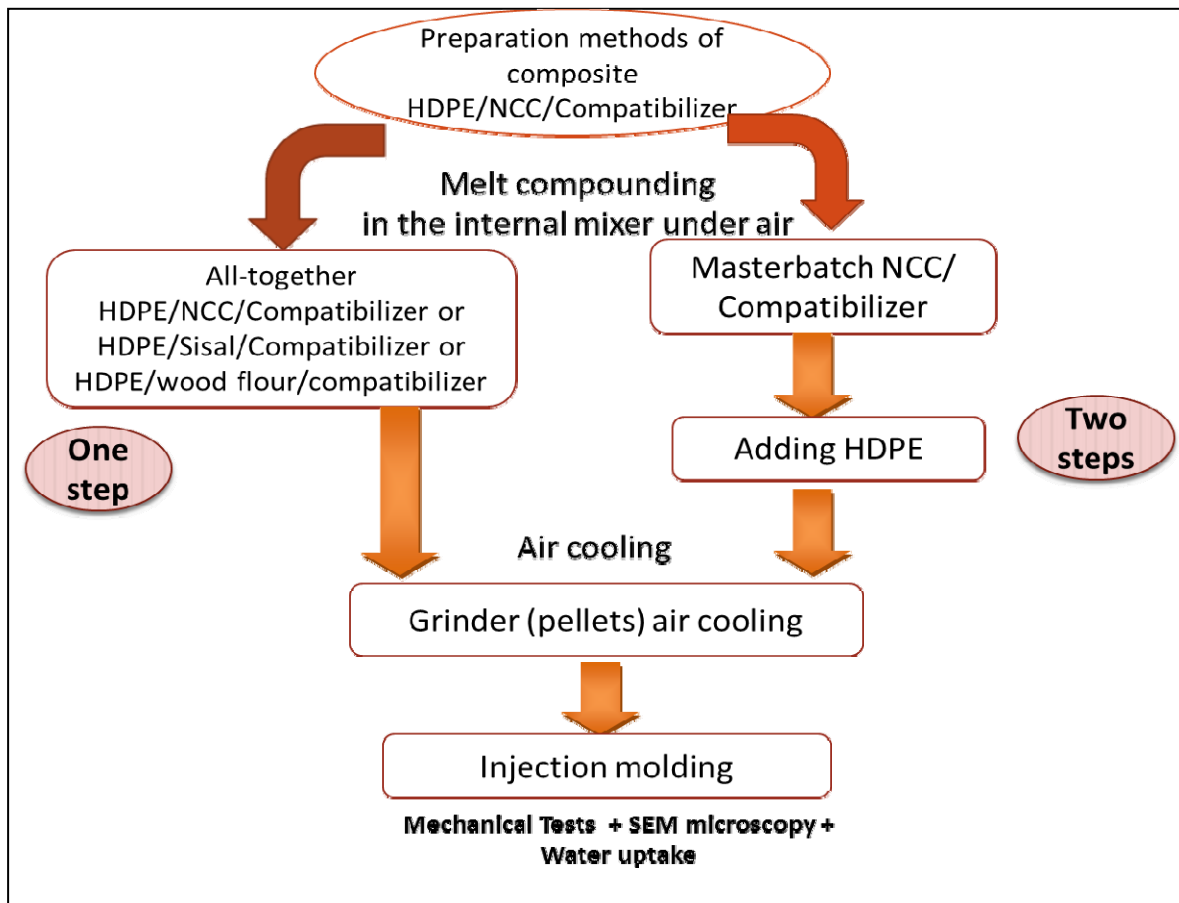 Preparation methods of
composite
HDPE/NCC/Compatibilizer
Melt compounding
in the internal mixer under air
All-together
HDPE/NCC/Compatibilizer or
HDPE/Sisal/Compatibilizer or
HDPE/wood flour/compatibilizer
Masterbatch NCC/
Compatibilizer
One
step
Adding HDPE
Two
steps
Air cooling
Grinder (pellets) air cooling
Injection molding
Mechanical Tests + SEM microscopy +
Water uptake